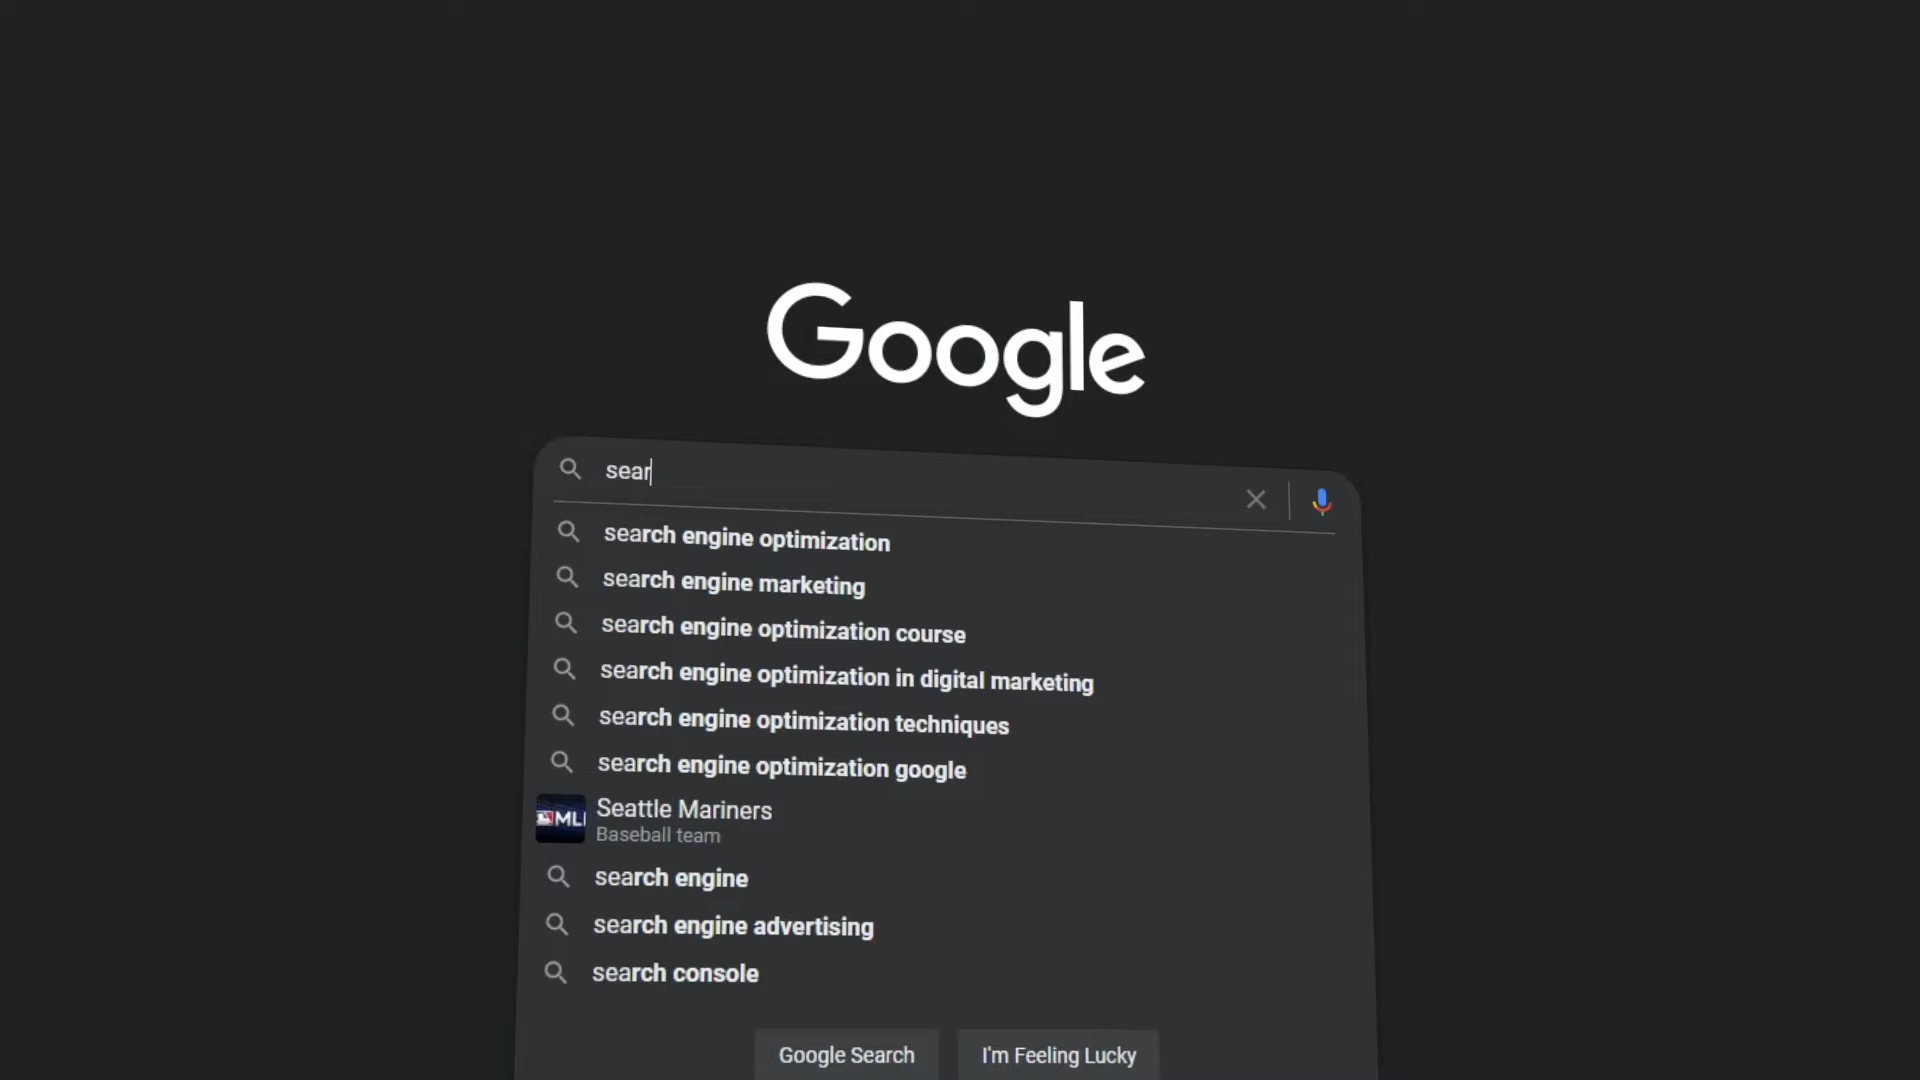 Google
sear
search engine optimization
search engine marketing
search engine optimization course
search engine optimization in digital marketing
search engine optimization techniques
search engine optimization google
MLB
Seattle Mariners
Baseball team
search engine
search engine advertising
search console
Google Search
I'm Feeling Lucky